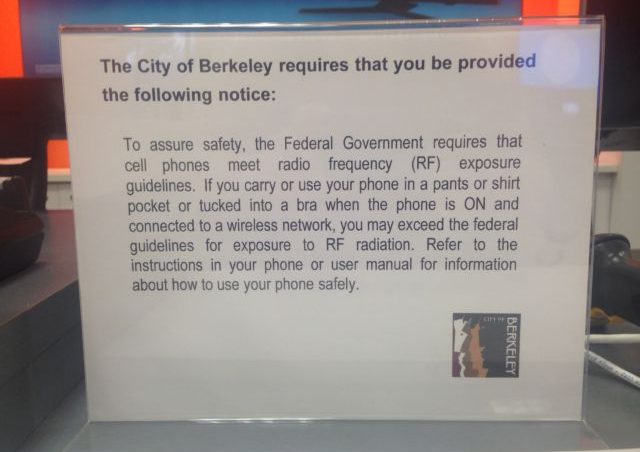 The City of Berkeley requires that you be provided
the following notice:
To assure safety, the Federal Government requires that
cell phones meet radio frequency (RF) exposure
guidelines. If you carry or use your phone in a pants or shirt
pocket or tucked into a bra when the phone is ON and
connected to a wireless network, you may exceed the federal
guidelines for exposure to RF radiation. Refer to the
instructions in your phone or user manual for information
about how to use your phone safely.
CITY OF
BERKELEY